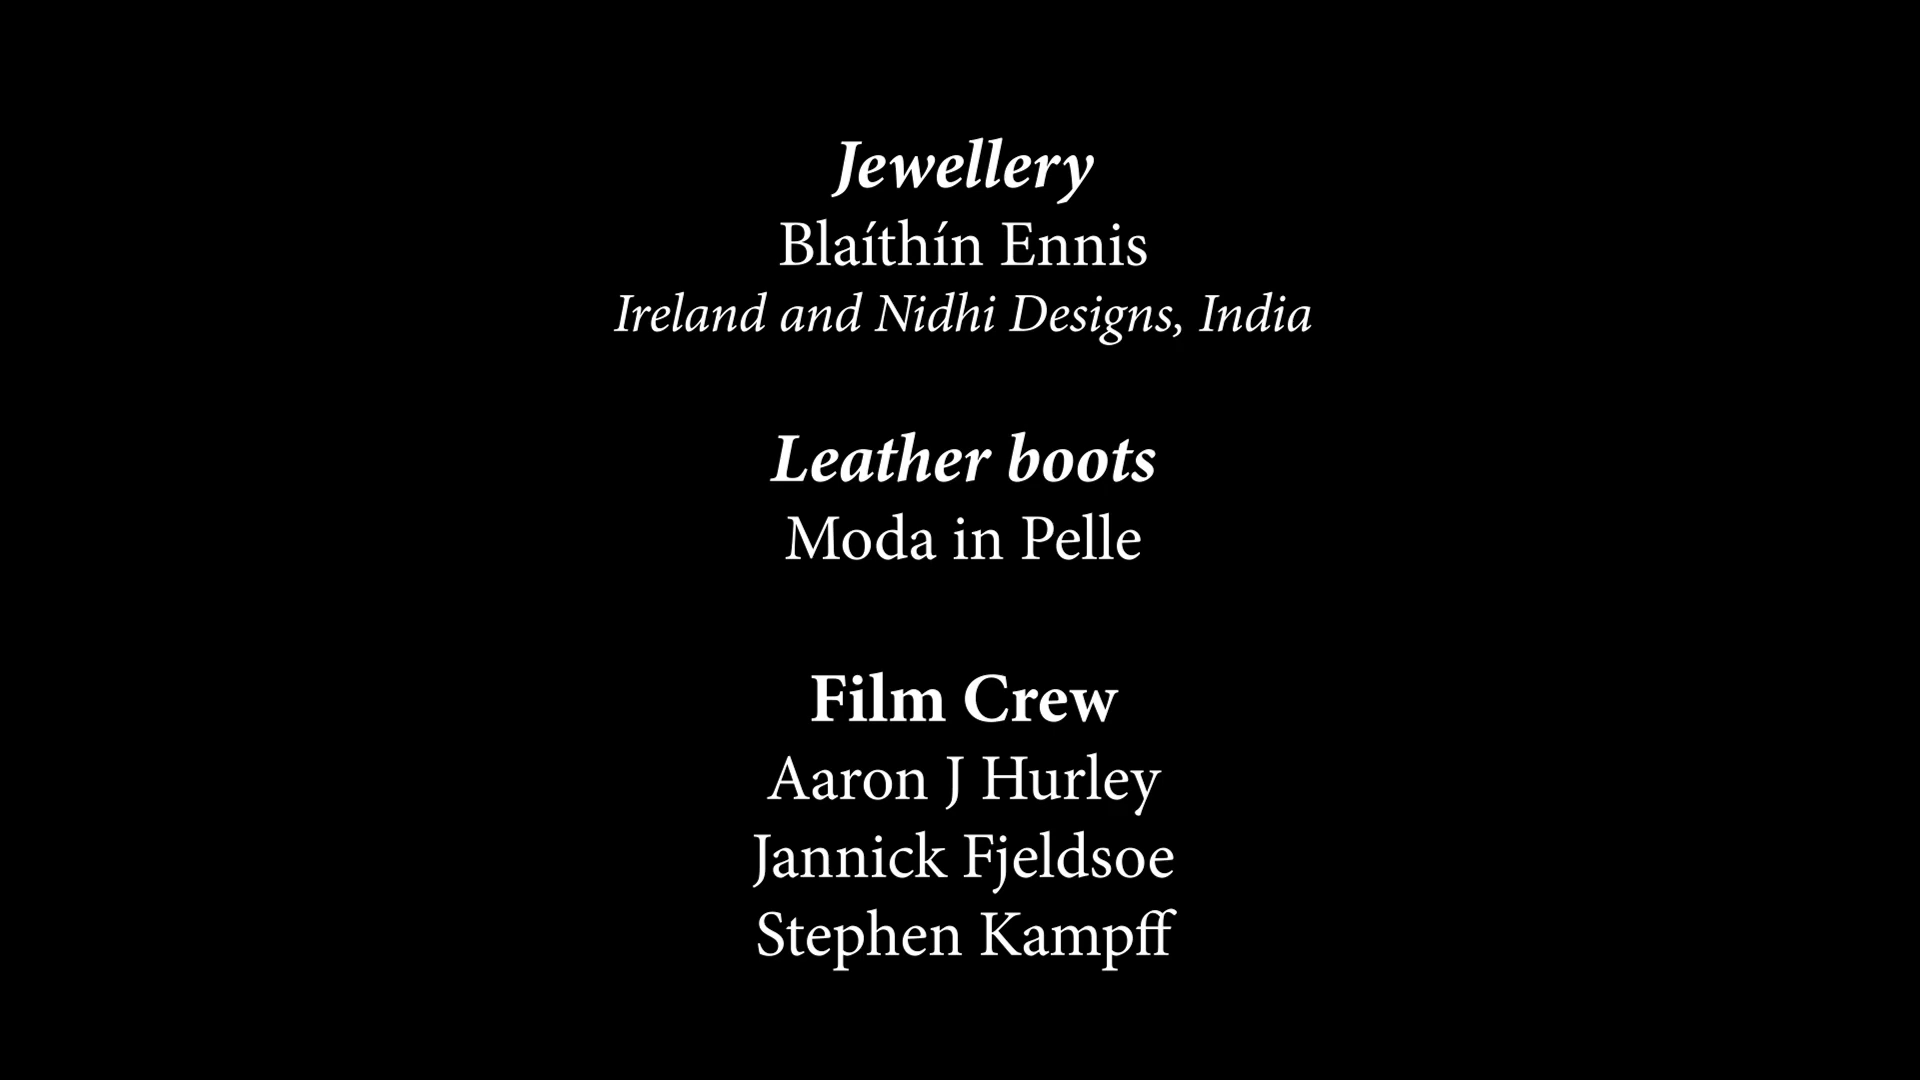 Jewellery
Blaíthín Ennis
Ireland and Nidhi Designs, India
Leather boots
Moda in Pelle
Film Crew
Aaron J Hurley
Jannick Fjeldsoe
Stephen Kampff